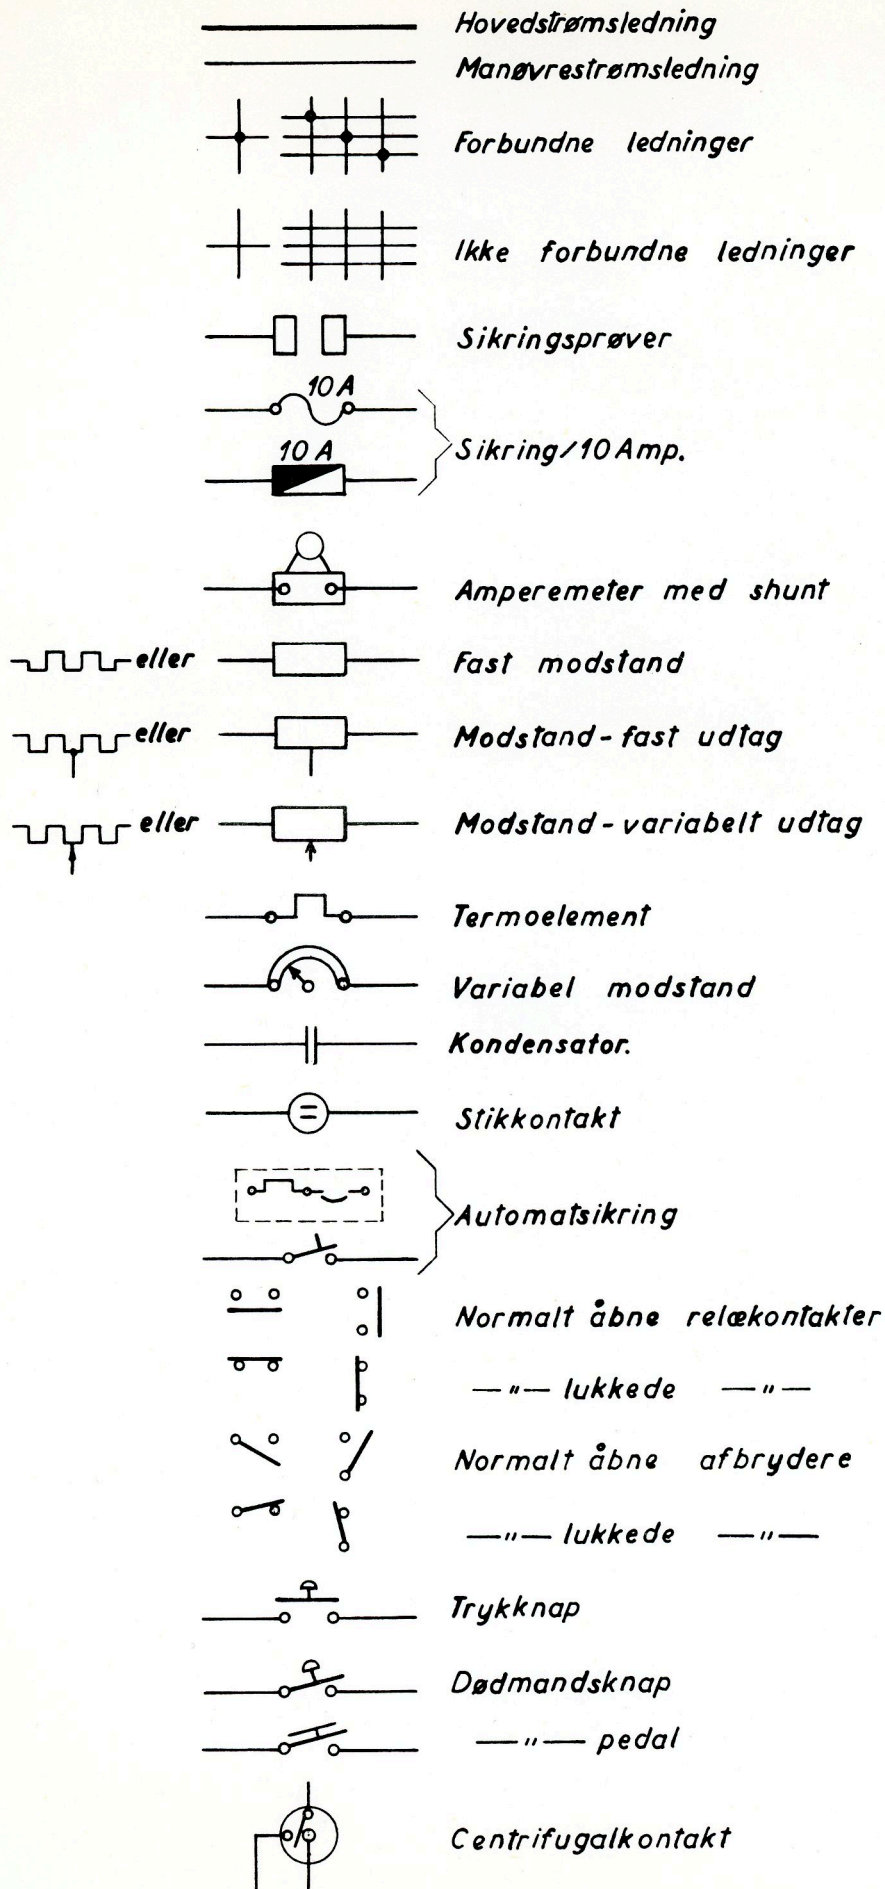 Hovedstrømsledning
Manøvrestrømsledning
Forbundne ledninger
Ikke forbundne ledninger
Sikringsprøver
10 A
10 A
Sikring/10 Amp.
Amperemeter med shunt
eller Fast modstand
eller Modstand-fast udtag
eller Modstand-variabelt udtag
Termoelement
Variabel modstand
Kondensator.
Stikkontakt
Automatsikring
Normalt åbne relækontakter
—"— lukkede —"—
Normalt åbne afbrydere
—"— lukkede —"—
Trykknap
Dødmandsknap
—"— pedal
Centrifugalkontakt